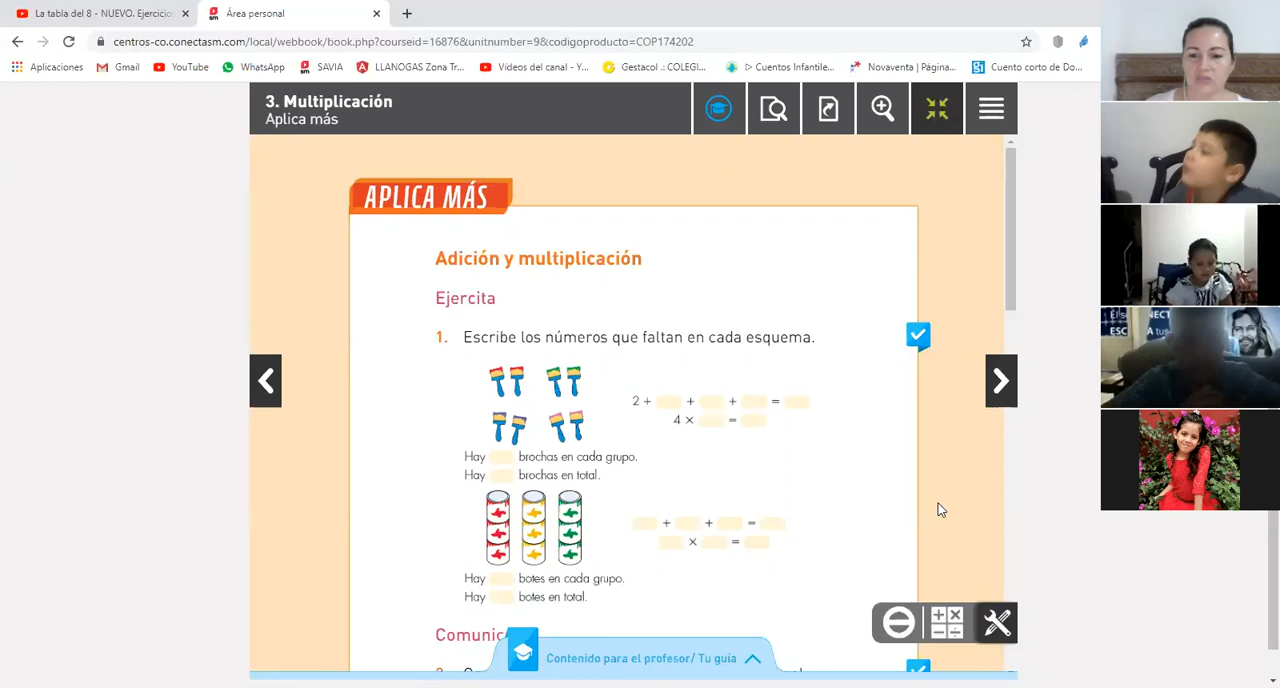 La tabla del 8 - NUEVO. Ejercicios
Área personal
centros-co.conectasm.com/local/webbook/book.php?courseid=16876&unitnumber=9&codigoproducto=COP174202
Aplicaciones
Gmail
YouTube
WhatsApp
SAVIA
LLANOGAS Zona Tr...
Vídeos del canal - Y...
Gestacol .: COLEGI...
Cuentos Infantile...
Novaventa | Págin...
Cuento corto de Do...
3. Multiplicación
Aplica más
APLICA MÁS
Adición y multiplicación
Ejercita
1. Escribe los números que faltan en cada esquema.
2 + + + =
4 × =
Hay brochas en cada grupo.
Hay brochas en total.
+ + =
× =
Hay botes en cada grupo.
Hay botes en total.
Comunic
Contenido para el profesor/ Tu guía